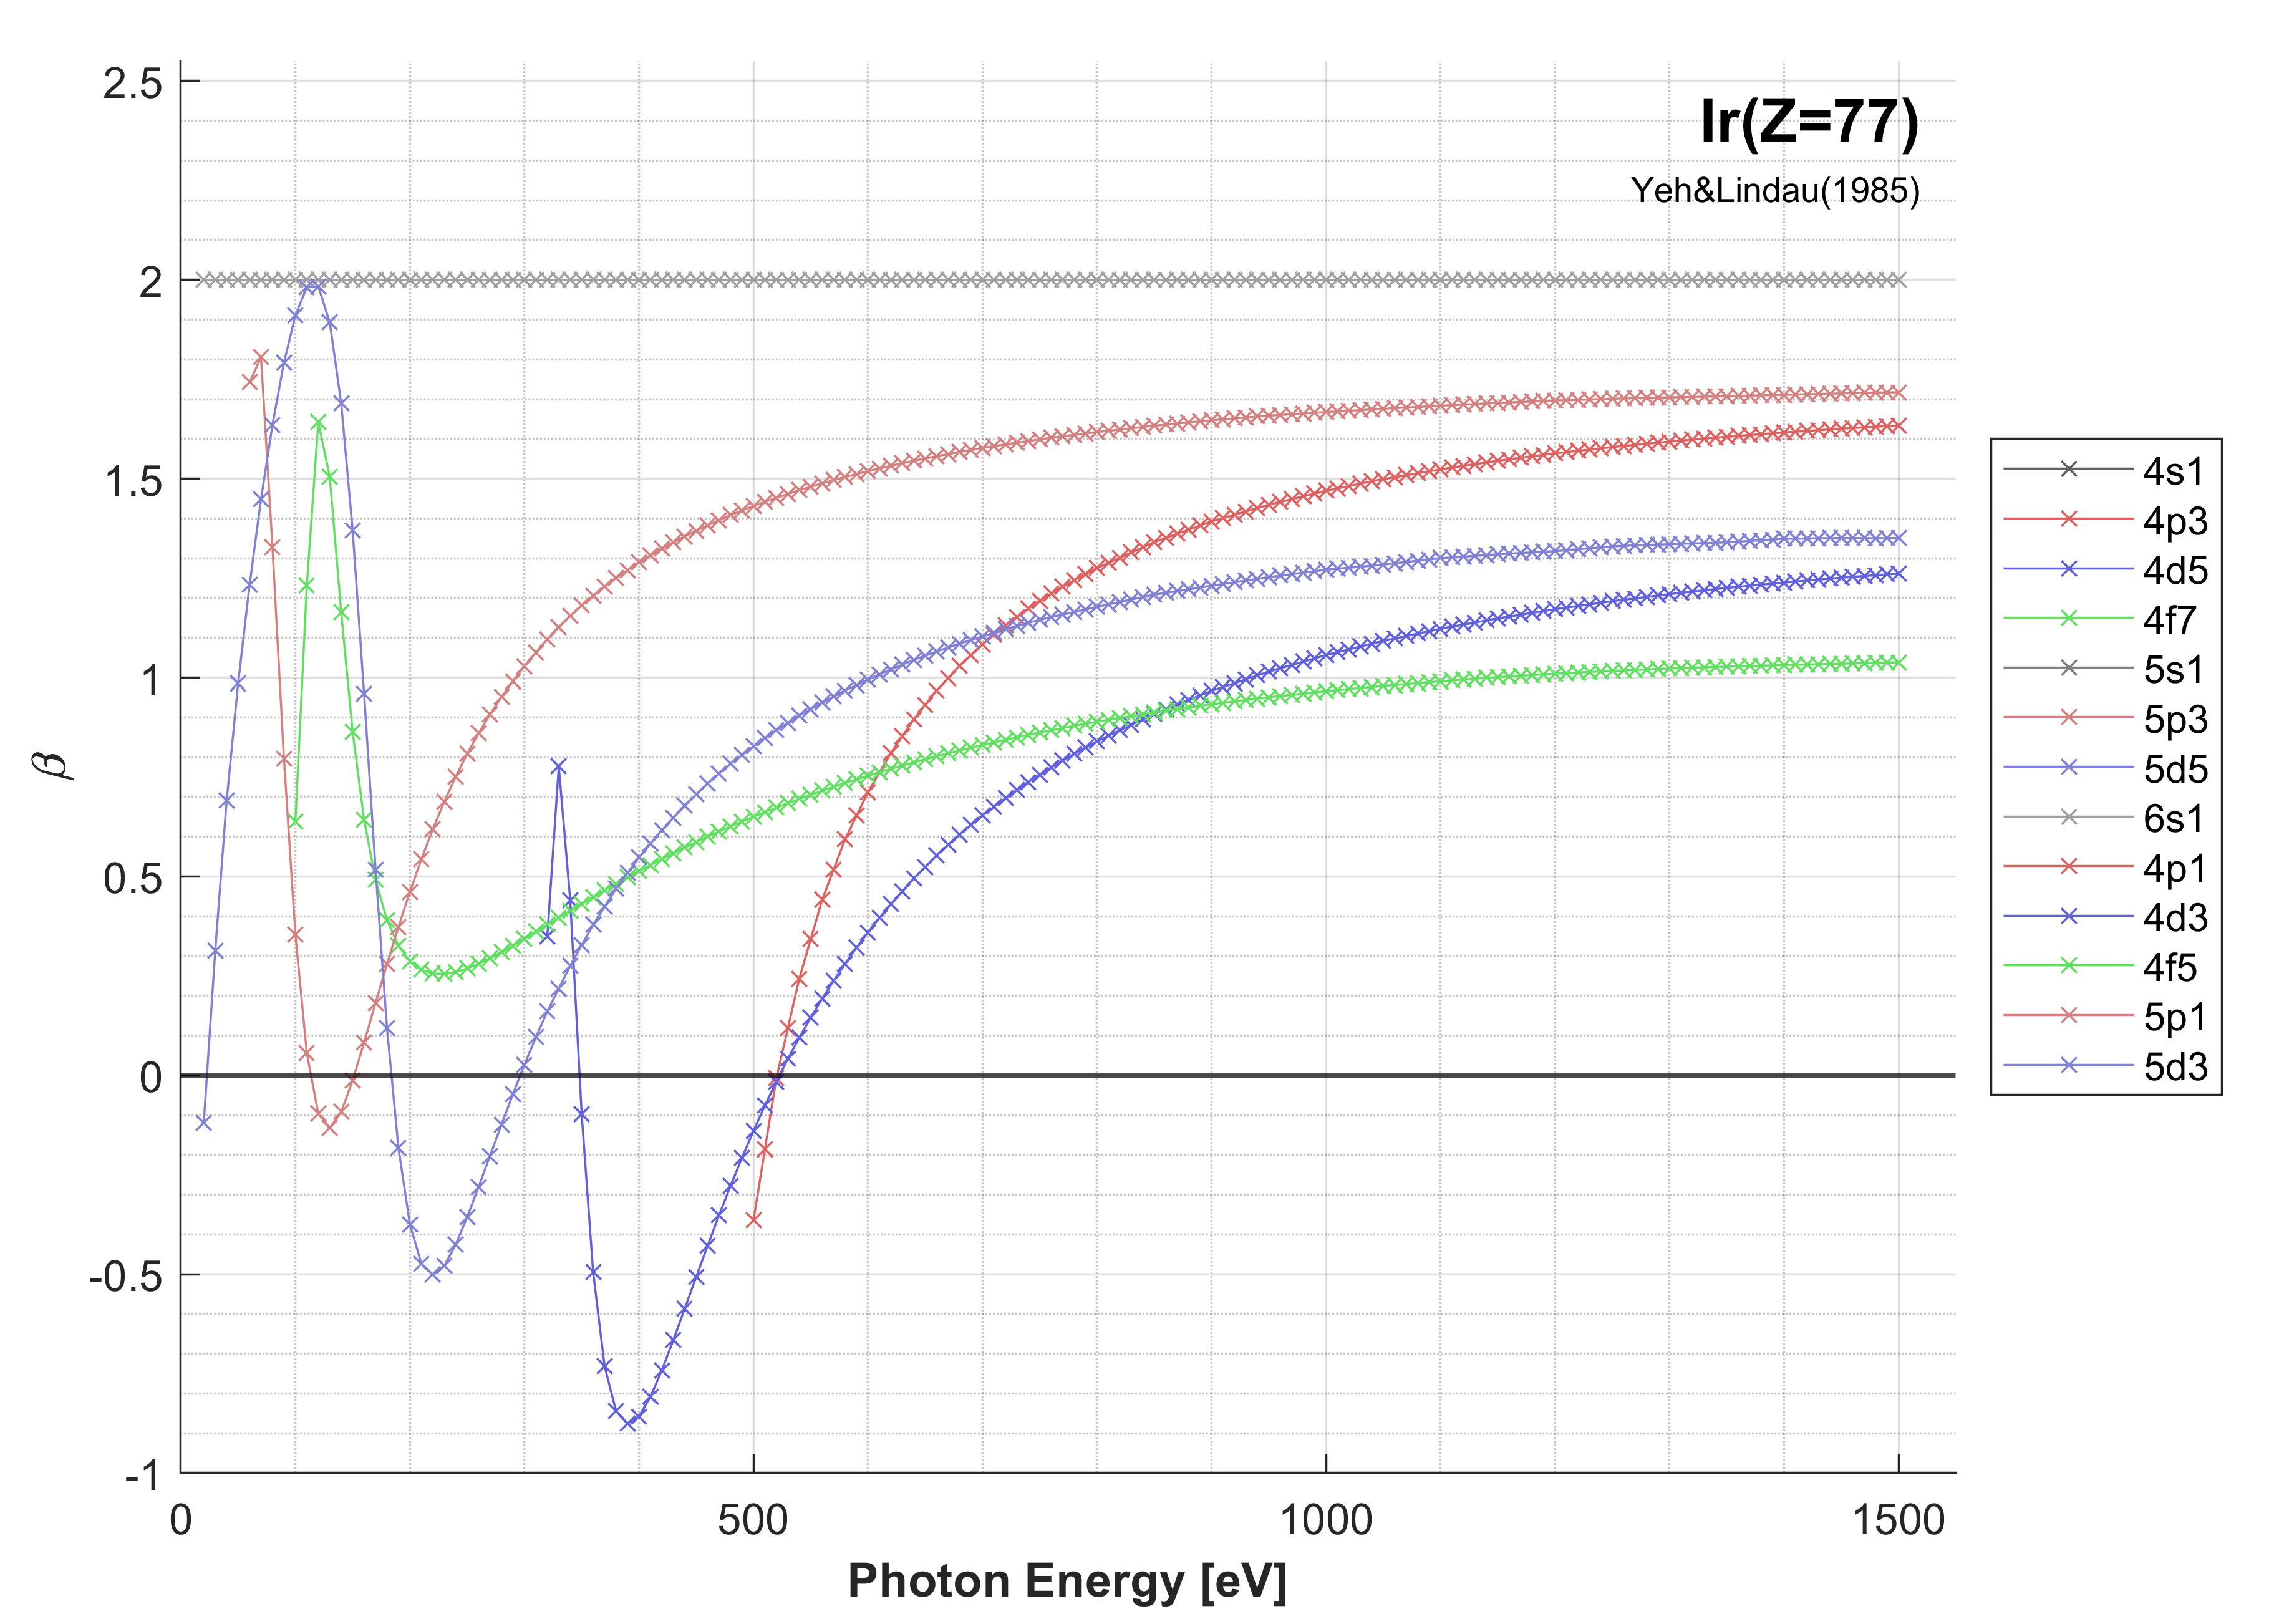 Ir(Z=77)
Yeh&Lindau(1985)
2.5
2
1.5
1
0.5
0
-0.5
-1
β
0 500 1000 1500
Photon Energy [eV]
4s1
4p3
4d5
4f7
5s1
5p3
5d5
6s1
4p1
4d3
4f5
5p1
5d3